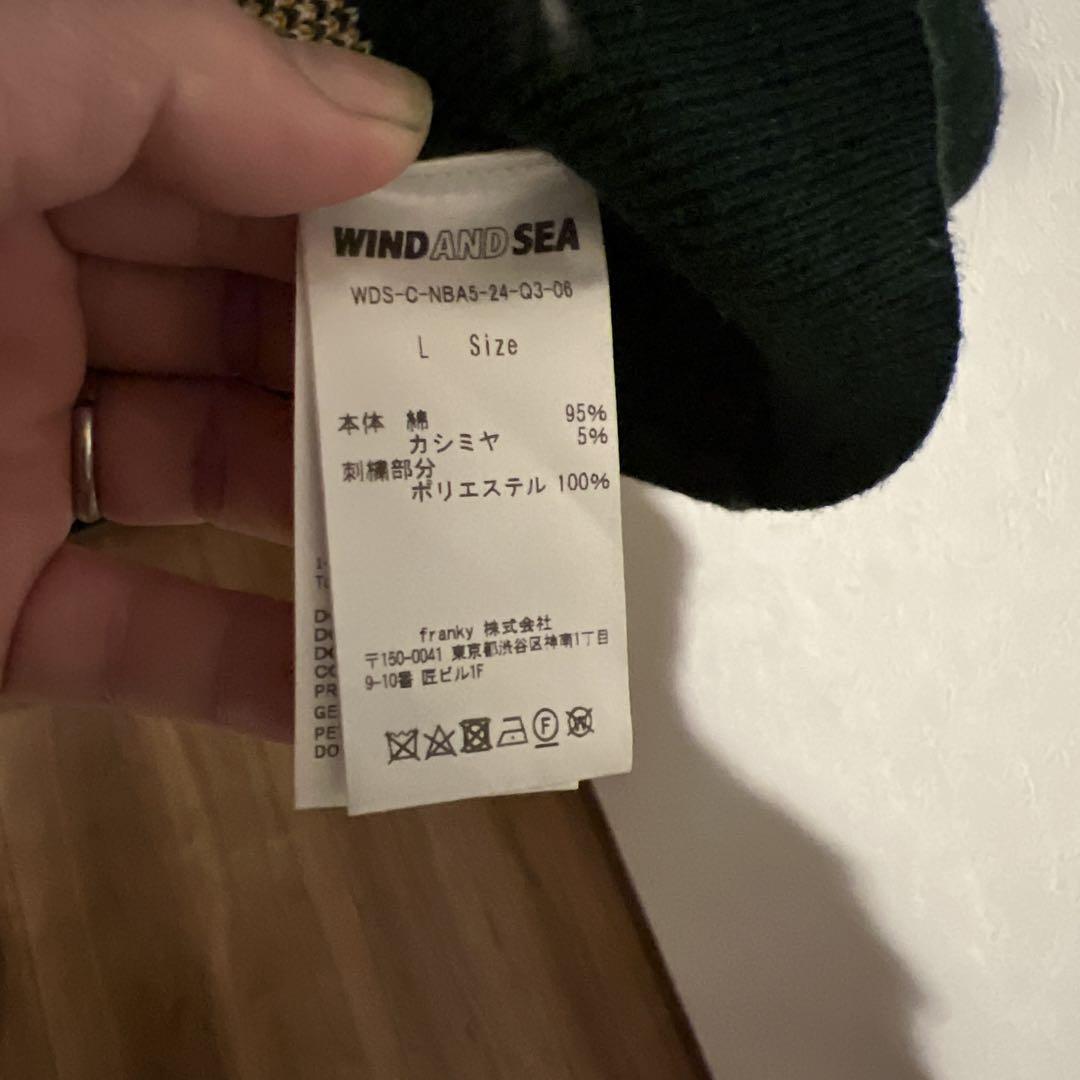 WIND AND SEA
WDS-C-NBA5-24-Q3-06
L Size
本体 綿 95%
カシミヤ 5%
刺繍部分
ポリエステル 100%
franky 株式会社
〒150-0041 東京都渋谷区神南1丁目
9-10番 匠ビル1F
F
W